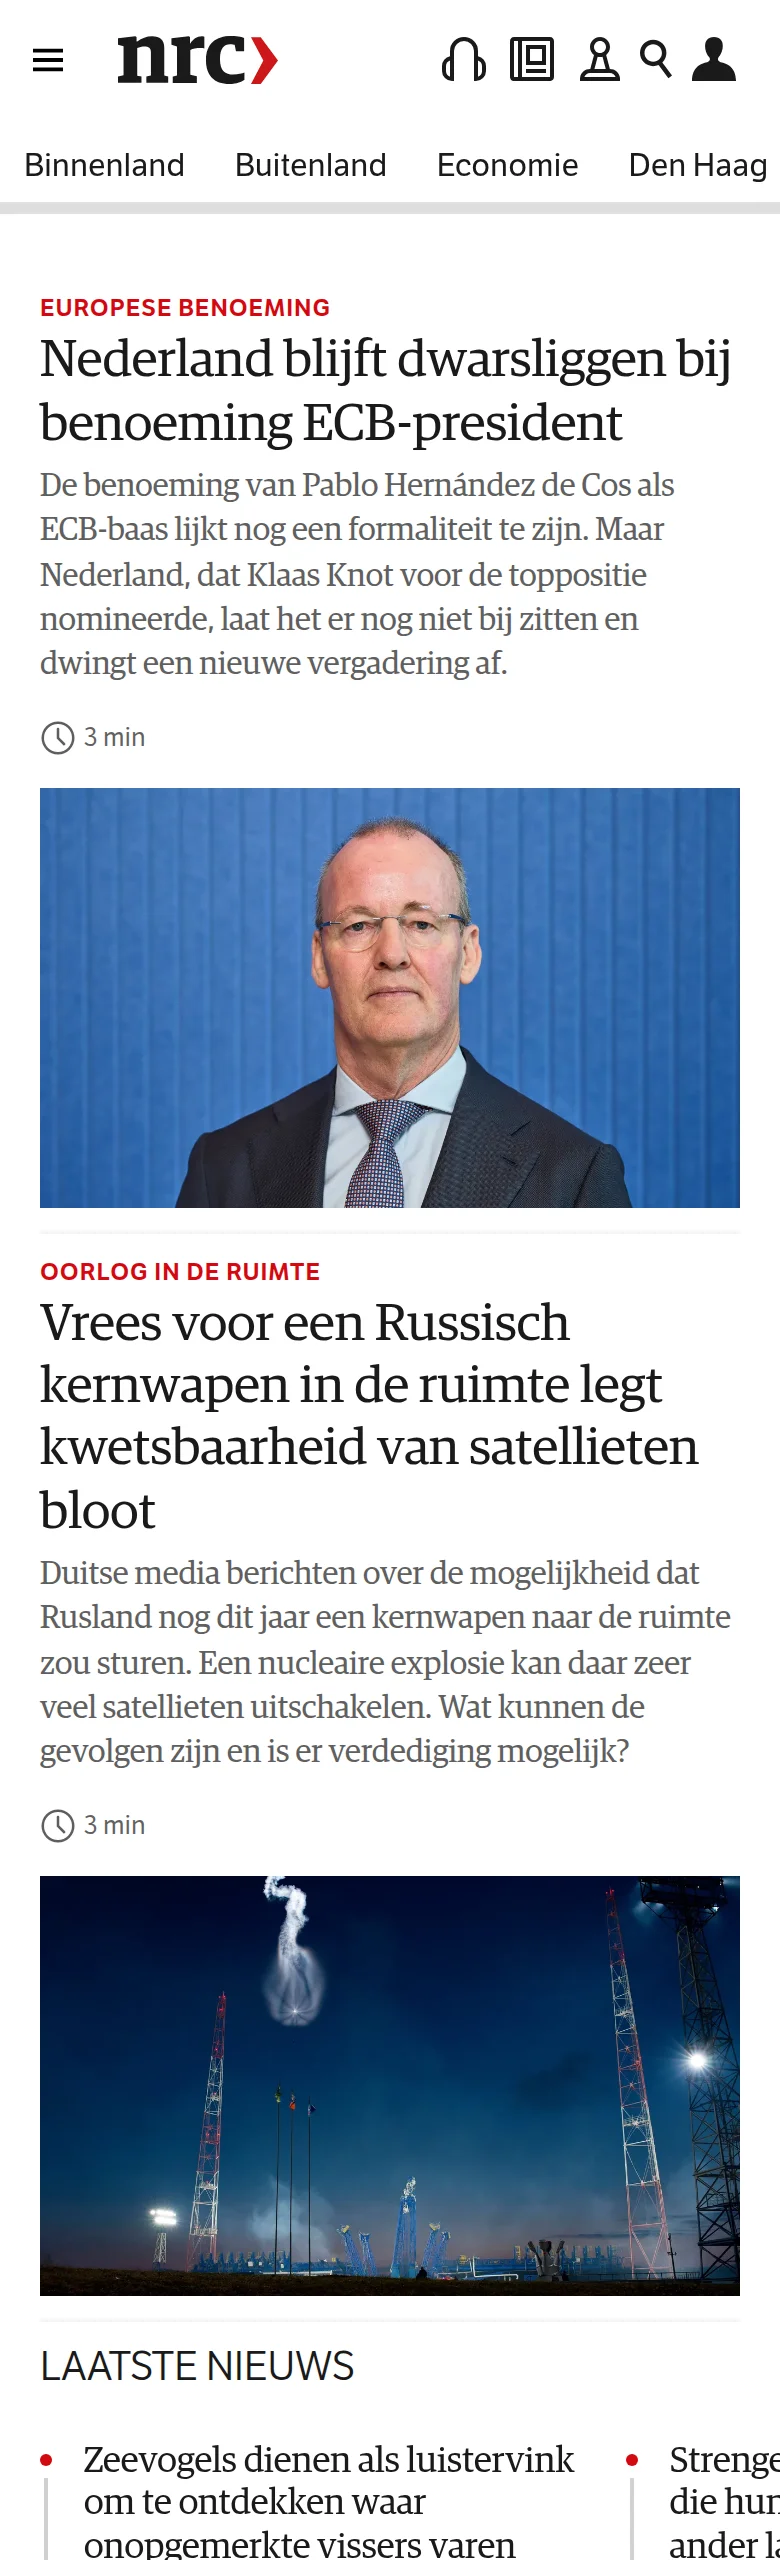 nrc
Binnenland Buitenland Economie Den Haag
EUROPESE BENOEMING
Nederland blijft dwarsliggen bij
benoeming ECB-president
De benoeming van Pablo Hernández de Cos als
ECB-baas lijkt nog een formaliteit te zijn. Maar
Nederland, dat Klaas Knot voor de toppositie
nomineerde, laat het er nog niet bij zitten en
dwingt een nieuwe vergadering af.
3 min
OORLOG IN DE RUIMTE
Vrees voor een Russisch
kernwapen in de ruimte legt
kwetsbaarheid van satellieten
bloot
Duitse media berichten over de mogelijkheid dat
Rusland nog dit jaar een kernwapen naar de ruimte
zou sturen. Een nucleaire explosie kan daar zeer
veel satellieten uitschakelen. Wat kunnen de
gevolgen zijn en is er verdediging mogelijk?
3 min
LAATSTE NIEUWS
Zeevogels dienen als luistervink
om te ontdekken waar
onopgemerkte vissers varen
Strenge
die hun
ander la